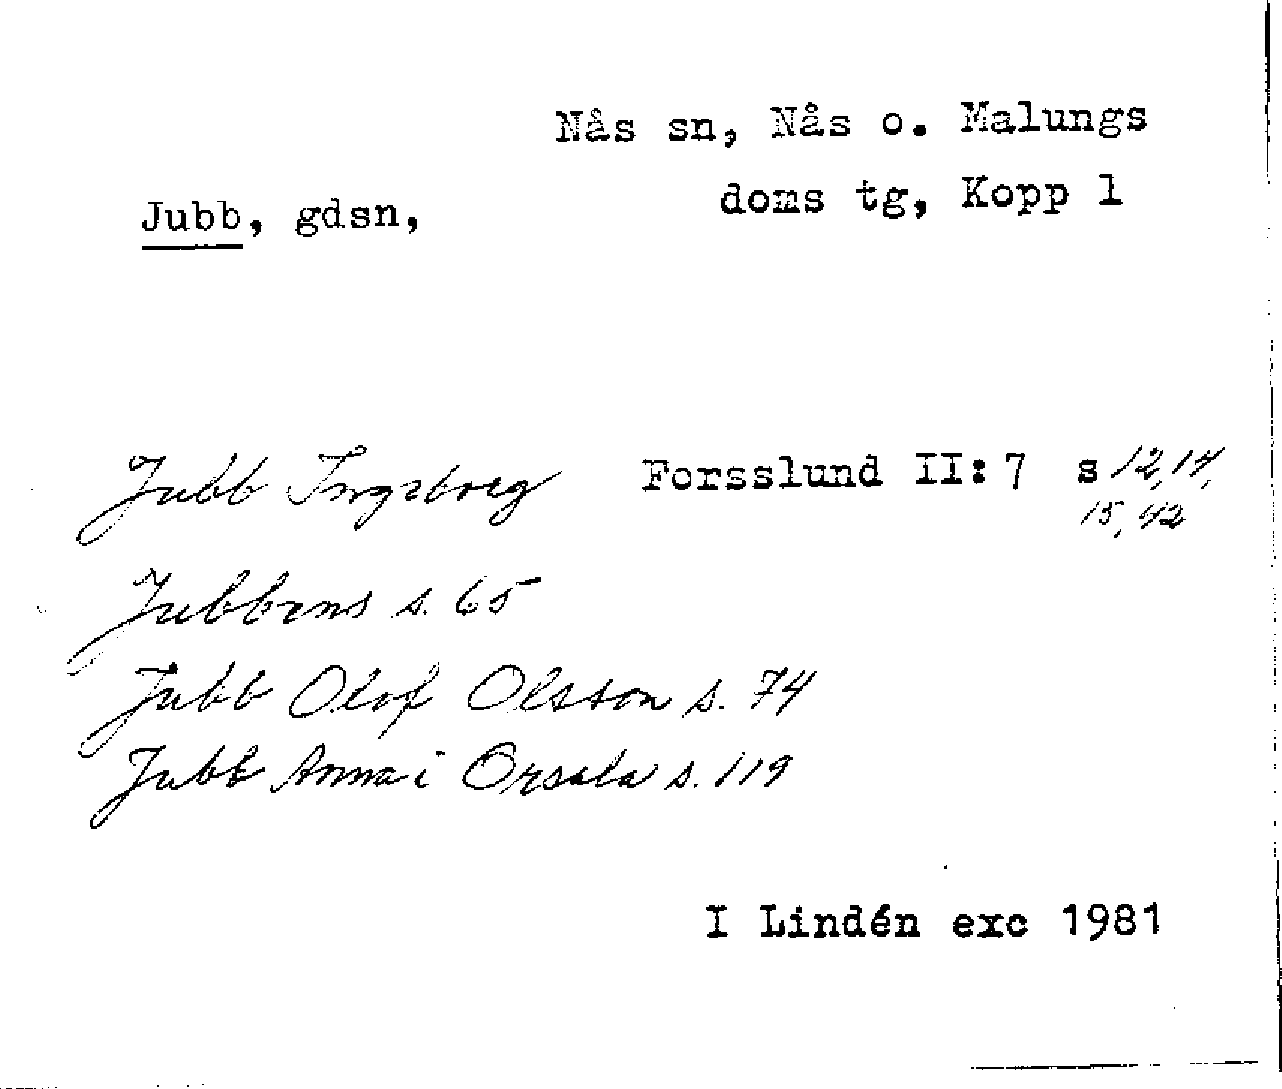 Nås sn, Nås o. Malungs
doms tg, Kopp l
Jubb, gdsn,
Jubb Ingeborg Forsslund II:7 s 12, 14,
15, 42
Jubbens s. 65
Jubb Olof Olsson s. 74
Jubb Anna i Orsala s. 119
I Lindén exc 1981